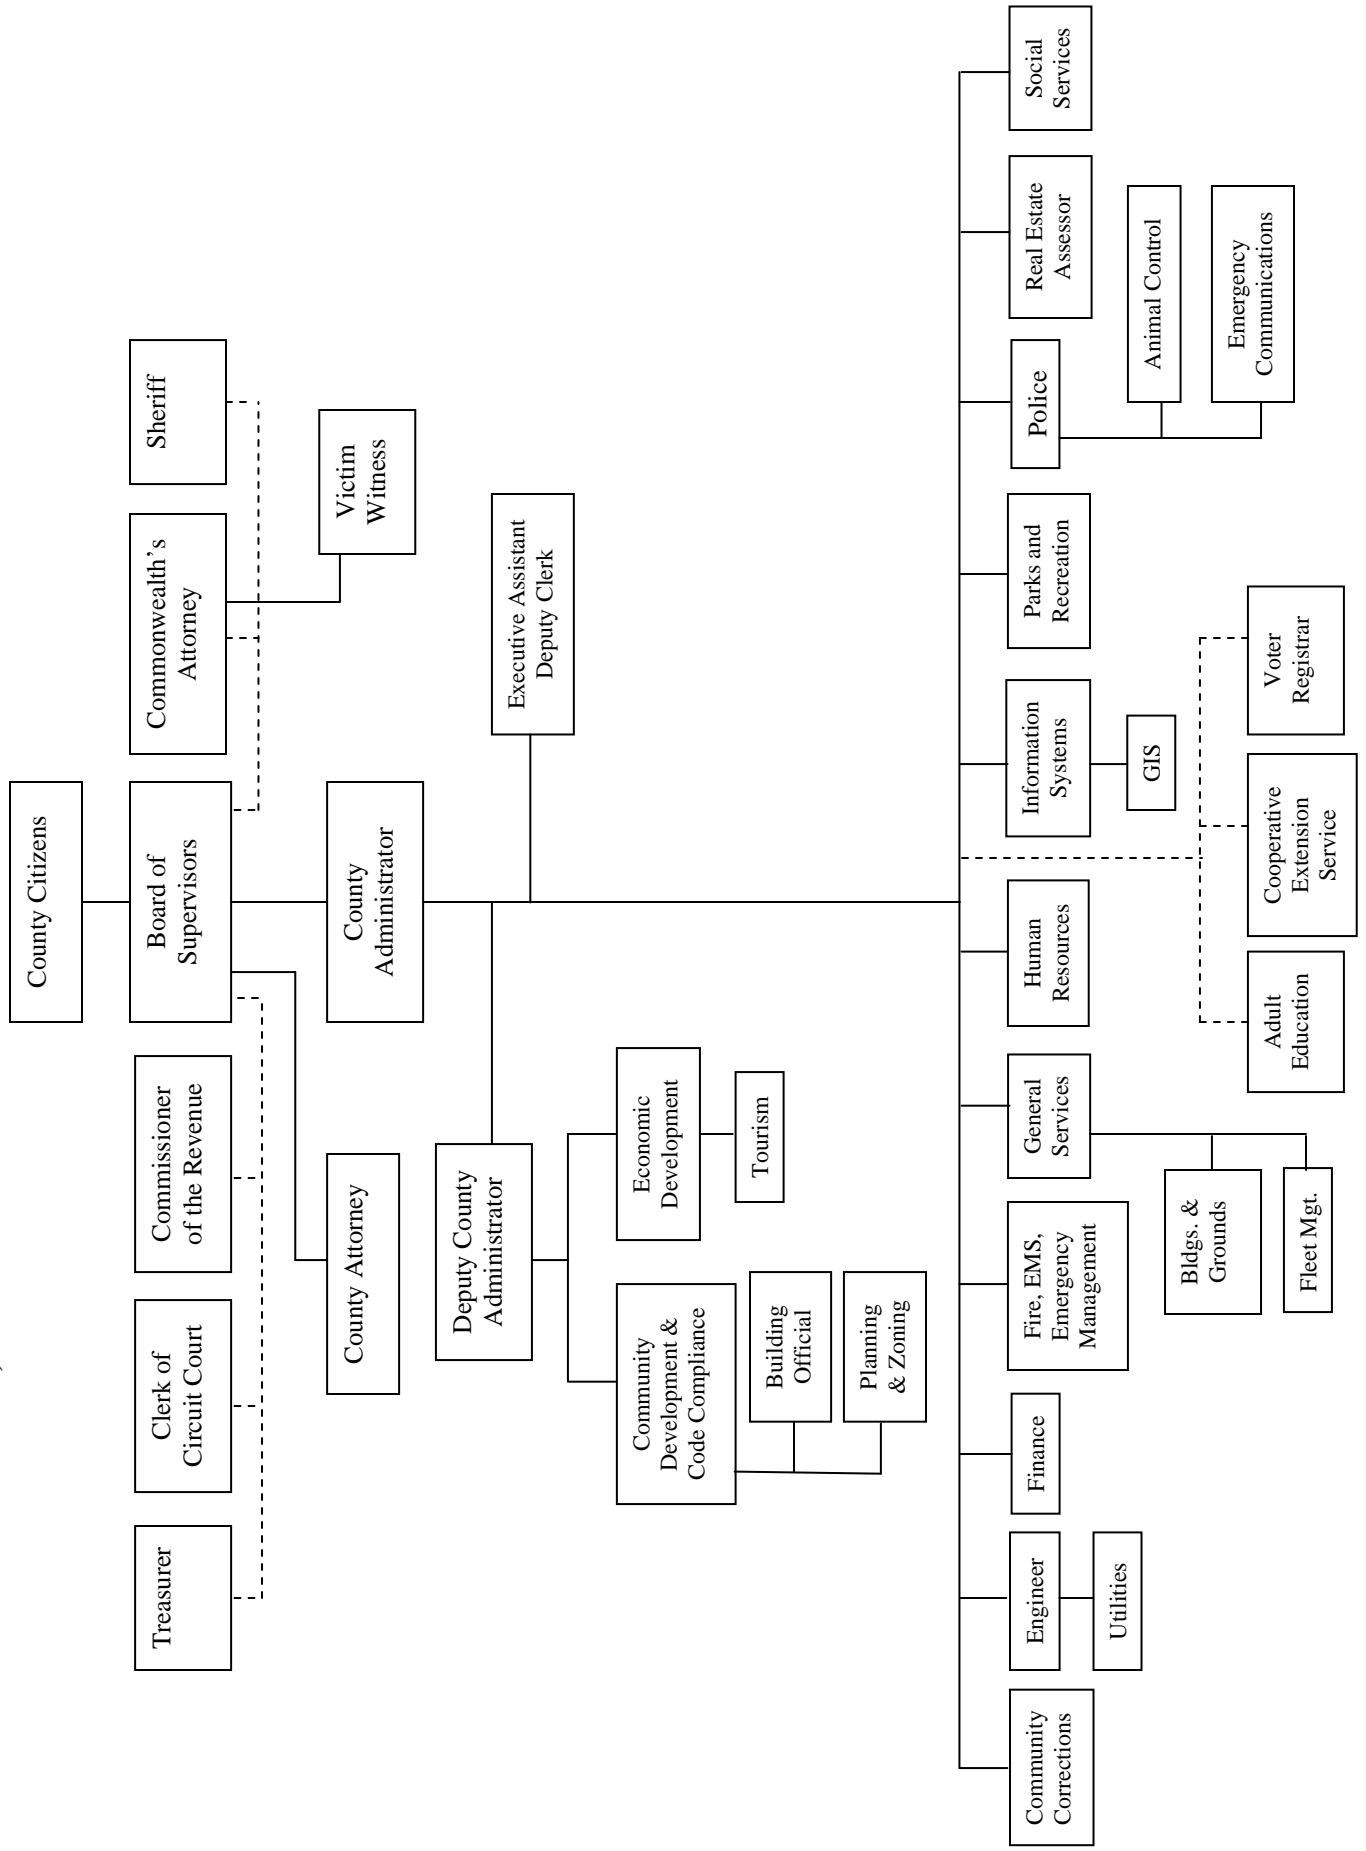 County Citizens
Treasurer
Clerk of
Circuit Court
Commissioner
of the Revenue
Board of
Supervisors
Commonwealth's
Attorney
Sheriff
County Attorney
County
Administrator
Victim
Witness
Deputy County
Administrator
Executive Assistant
Deputy Clerk
Community
Development &
Code Compliance
Economic
Development
Building
Official
Planning
& Zoning
Tourism
Community
Corrections
Engineer
Finance
Fire, EMS,
Emergency
Management
General
Services
Human
Resources
Information
Systems
Parks and
Recreation
Police
Real Estate
Assessor
Social
Services
Utilities
Bldgs. &
Grounds
Fleet Mgt.
GIS
Animal Control
Emergency
Communications
Adult
Education
Cooperative
Extension
Service
Voter
Registrar